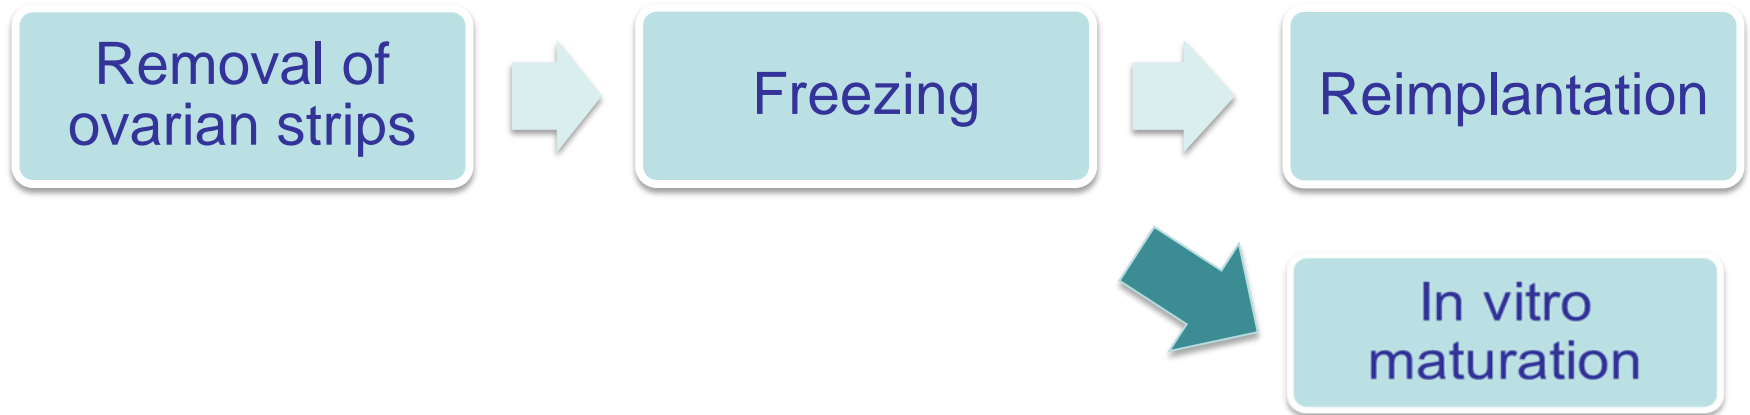 Removal of
ovarian strips
Freezing
Reimplantation
In vitro
maturation